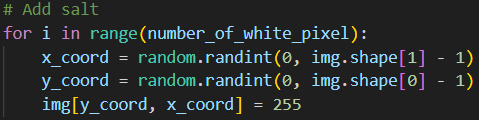 # Add salt
for i in range(number_of_white_pixel):
    x_coord = random.randint(0, img.shape[1] - 1)
    y_coord = random.randint(0, img.shape[0] - 1)
    img[y_coord, x_coord] = 255